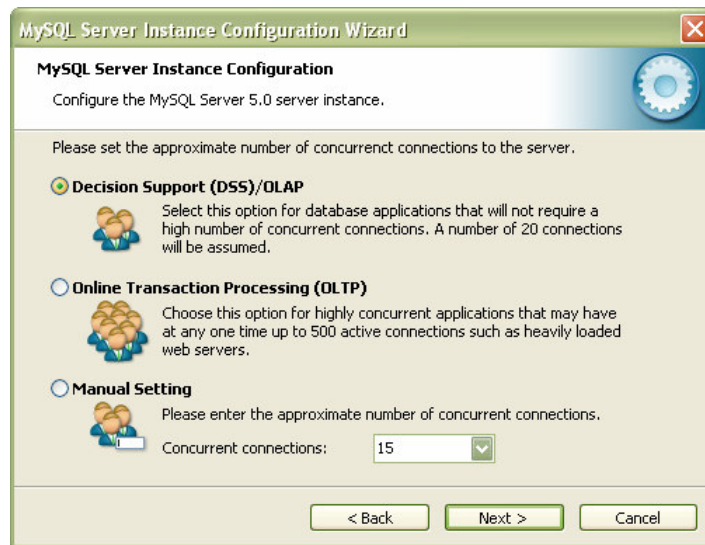 MySQL Server Instance Configuration Wizard
MySQL Server Instance Configuration
Configure the MySQL Server 5.0 server instance.
Please set the approximate number of concurrenct connections to the server.
Decision Support (DSS)/OLAP
Select this option for database applications that will not require a
high number of concurrent connections. A number of 20 connections
will be assumed.
Online Transaction Processing (OLTP)
Choose this option for highly concurrent applications that may have
at any one time up to 500 active connections such as heavily loaded
web servers.
Manual Setting
Please enter the approximate number of concurrent connections.
Concurrent connections: 15
< Back Next > Cancel